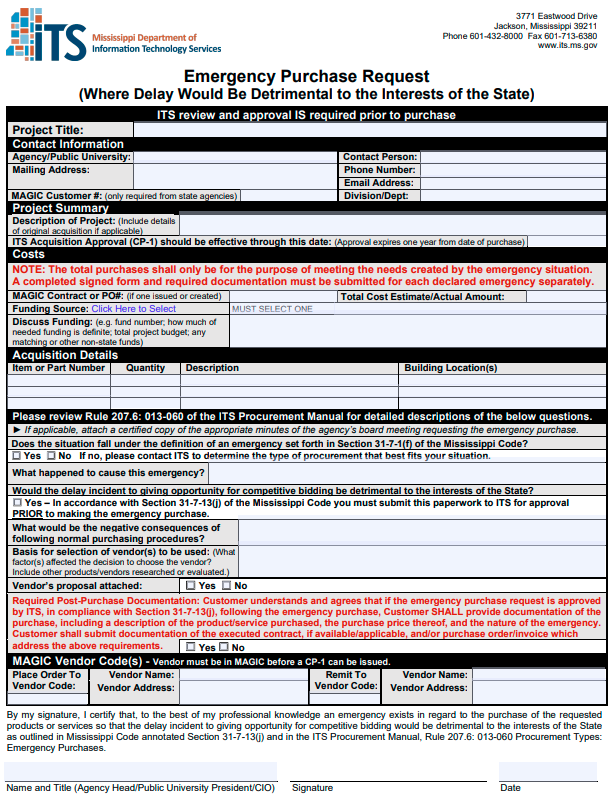 ITS
Mississippi Department of
Information Technology Services
3771 Eastwood Drive
Jackson, Mississippi 39211
Phone 601-432-8000 Fax 601-713-6380
www.its.ms.gov
Emergency Purchase Request
(Where Delay Would Be Detrimental to the Interests of the State)
ITS review and approval IS required prior to purchase
Project Title:
Contact Information
Agency/Public University:
Contact Person:
Mailing Address:
Phone Number:
Email Address:
MAGIC Customer #: (only required from state agencies)
Division/Dept:
Project Summary
Description of Project: (Include details
of original acquisition if applicable)
ITS Acquisition Approval (CP-1) should be effective through this date: (Approval expires one year from date of purchase)
Costs
NOTE: The total purchases shall only be for the purpose of meeting the needs created by the emergency situation.
A completed signed form and required documentation must be submitted for each declared emergency separately.
MAGIC Contract or PO#: (if one issued or created)
Total Cost Estimate/Actual Amount:
Funding Source: Click Here to Select
MUST SELECT ONE
Discuss Funding: (e.g. fund number; how much of
needed funding is definite; total project budget; any
matching or other non-state funds)
Acquisition Details
Item or Part Number
Quantity
Description
Building Location(s)
Please review Rule 207.6: 013-060 of the ITS Procurement Manual for detailed descriptions of the below questions.
► If applicable, attach a certified copy of the appropriate minutes of the agency's board meeting requesting the emergency purchase.
Does the situation fall under the definition of an emergency set forth in Section 31-7-1(f) of the Mississippi Code?
Yes No If no, please contact ITS to determine the type of procurement that best fits your situation.
What happened to cause this emergency?
Would the delay incident to giving opportunity for competitive bidding be detrimental to the interests of the State?
Yes – In accordance with Section 31-7-13(j) of the Mississippi Code you must submit this paperwork to ITS for approval
PRIOR to making the emergency purchase.
What would be the negative consequences of
following normal purchasing procedures?
Basis for selection of vendor(s) to be used: (What
factor(s) affected the decision to choose the vendor?
Include other products/vendors researched or evaluated.)
Vendor's proposal attached:
Yes No
Required Post-Purchase Documentation: Customer understands and agrees that if the emergency purchase request is approved
by ITS, in compliance with Section 31-7-13(j), following the emergency purchase, Customer SHALL provide documentation of the
purchase, including a description of the product/service purchased, the purchase price thereof, and the nature of the emergency.
Customer shall submit documentation of the executed contract, if available/applicable, and/or purchase order/invoice which
address the above requirements.
Yes No
MAGIC Vendor Code(s) - Vendor must be in MAGIC before a CP-1 can be issued.
Place Order To
Vendor Code:
Vendor Name:
Vendor Address:
Remit To
Vendor Code:
Vendor Name:
Vendor Address:
By my signature, I certify that, to the best of my professional knowledge an emergency exists in regard to the purchase of the requested
products or services so that the delay incident to giving opportunity for competitive bidding would be detrimental to the interests of the State
as outlined in Mississippi Code annotated Section 31-7-13(j) and in the ITS Procurement Manual, Rule 207.6: 013-060 Procurement Types:
Emergency Purchases.
Name and Title (Agency Head/Public University President/CIO)
Signature
Date